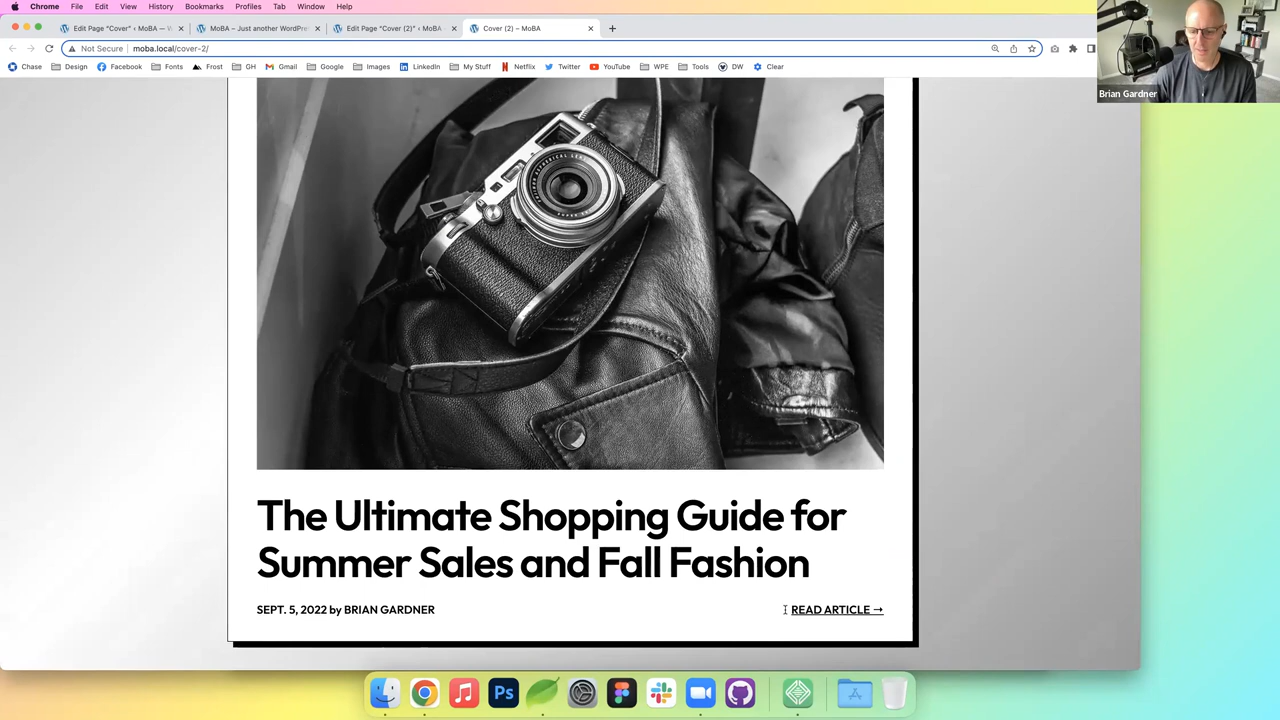 Chrome File Edit View History Bookmarks Profiles Tab Window Help
Edit Page "Cover" ‹ MoBA — W
MoBA – Just another WordPre
Edit Page "Cover (2)" ‹ MoBA
Cover (2) – MoBA
Not Secure moba.local/cover-2/
Chase Design Facebook Fonts Frost GH Gmail Google Images LinkedIn My Stuff Netflix Twitter YouTube WPE Tools DW Clear
Brian Gardner
The Ultimate Shopping Guide for
Summer Sales and Fall Fashion
SEPT. 5, 2022 by BRIAN GARDNER
READ ARTICLE →
Ps